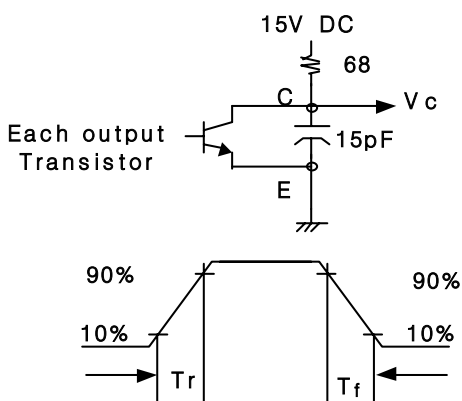 15V DC
68
C
Vc
Each output
Transistor
15pF
E
90%
90%
10%
10%
Tr
Tf